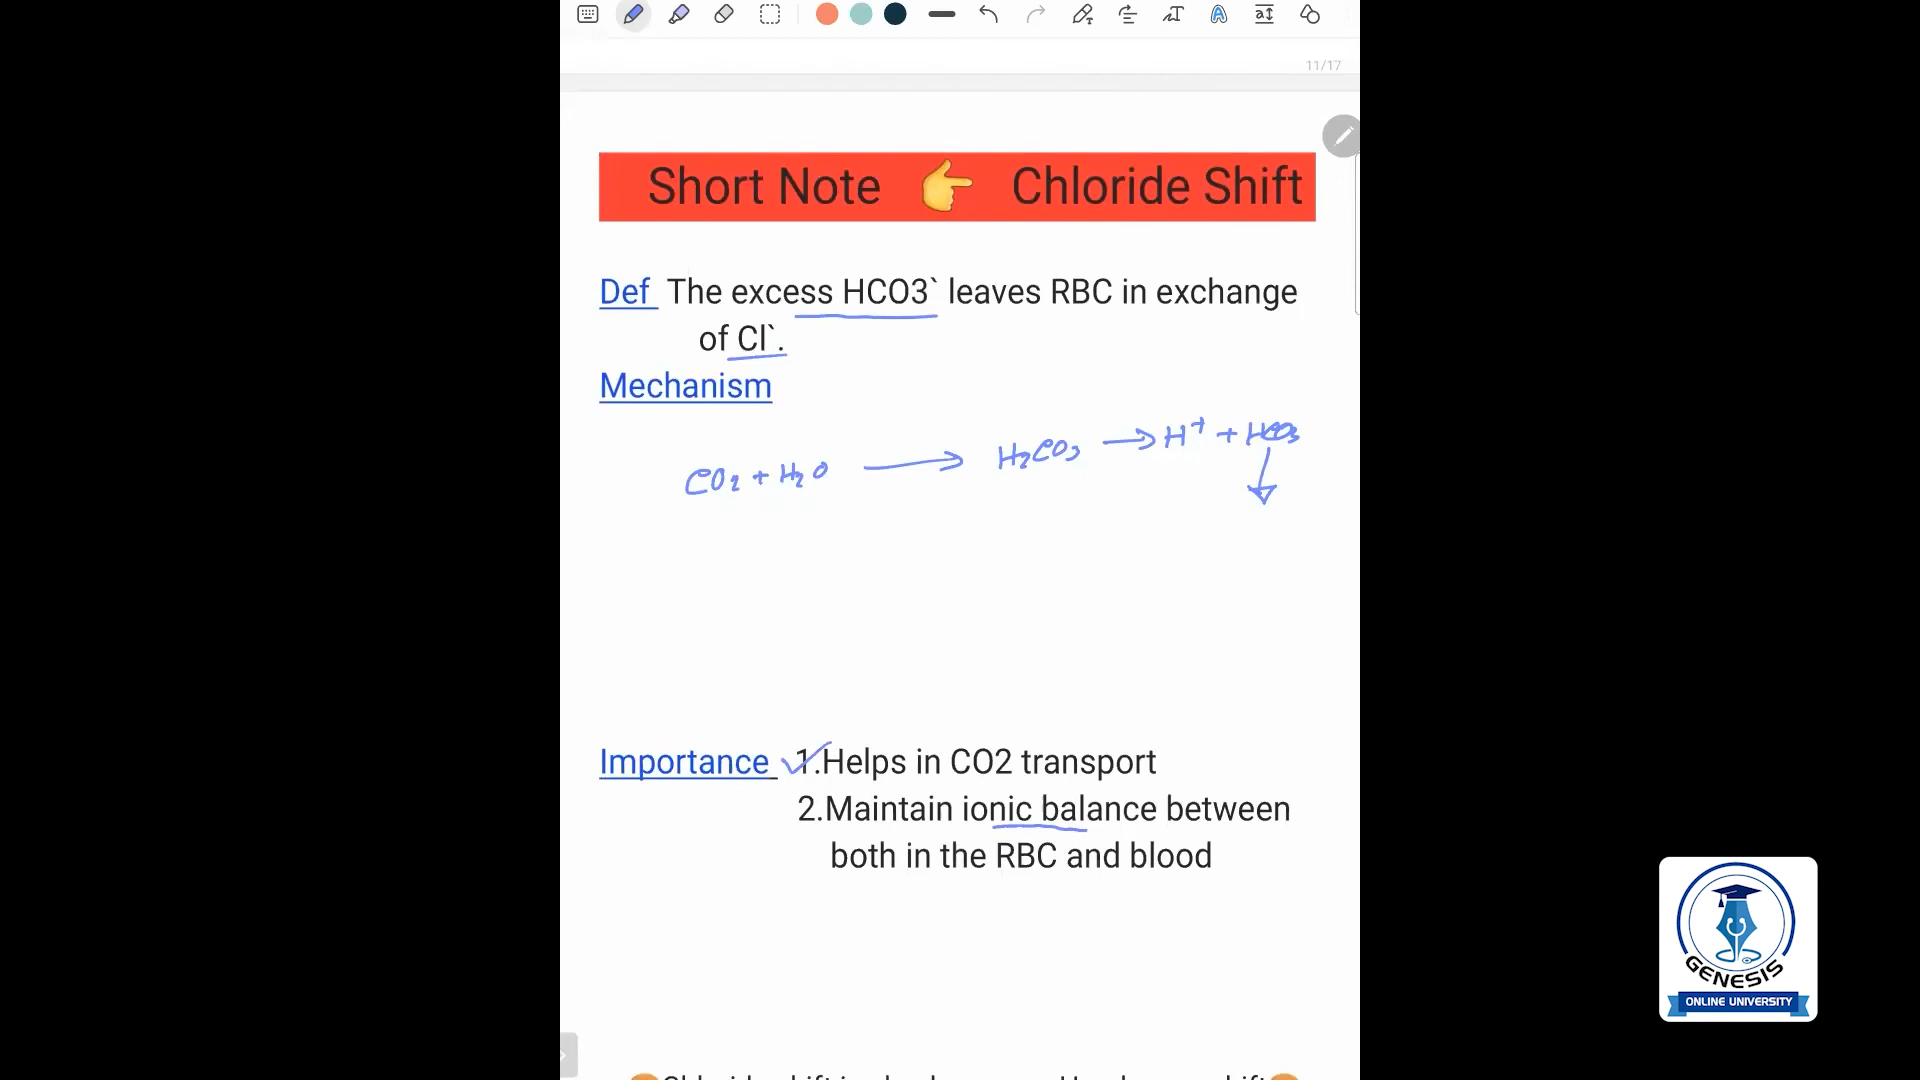 11/17
Short Note 👉 Chloride Shift
Def The excess HCO3` leaves RBC in exchange
of Cl`.
Mechanism
CO2 + H2O → H2CO3 → H+ + HCO3
Importance 1.Helps in CO2 transport
2.Maintain ionic balance between
both in the RBC and blood
GENESIS
ONLINE UNIVERSITY